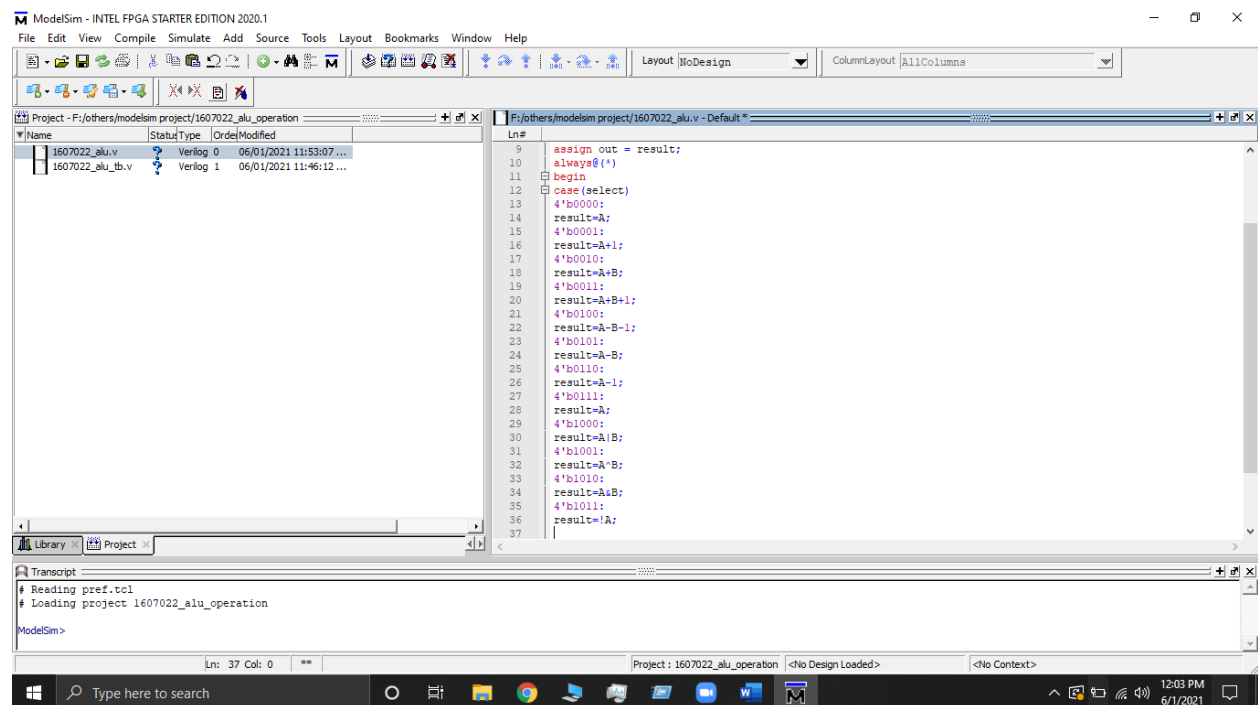 ModelSim - INTEL FPGA STARTER EDITION 2020.1
File Edit View Compile Simulate Add Source Tools Layout Bookmarks Window Help
Layout NoDesign
ColumnLayout AllColumns
Project - F:/others/modelsim project/1607022_alu_operation
Name Status Type Order Modified
1607022_alu.v ? Verilog 0 06/01/2021 11:53:07 ...
1607022_alu_tb.v ? Verilog 1 06/01/2021 11:46:12 ...
Library
Project
F:/others/modelsim project/1607022_alu.v - Default *
Ln#
9 assign out = result;
10 always@(*)
11 begin
12 case(select)
13 4'b0000:
14 result=A;
15 4'b0001:
16 result=A+1;
17 4'b0010:
18 result=A+B;
19 4'b0011:
20 result=A+B+1;
21 4'b0100:
22 result=A-B-1;
23 4'b0101:
24 result=A-B;
25 4'b0110:
26 result=A-1;
27 4'b0111:
28 result=A;
29 4'b1000:
30 result=A|B;
31 4'b1001:
32 result=A^B;
33 4'b1010:
34 result=A&B;
35 4'b1011:
36 result=!A;
37
Transcript
# Reading pref.tcl
# Loading project 1607022_alu_operation
ModelSim>
Ln: 37 Col: 0
Project : 1607022_alu_operation
<No Design Loaded>
<No Context>
Type here to search
12:03 PM
6/1/2021